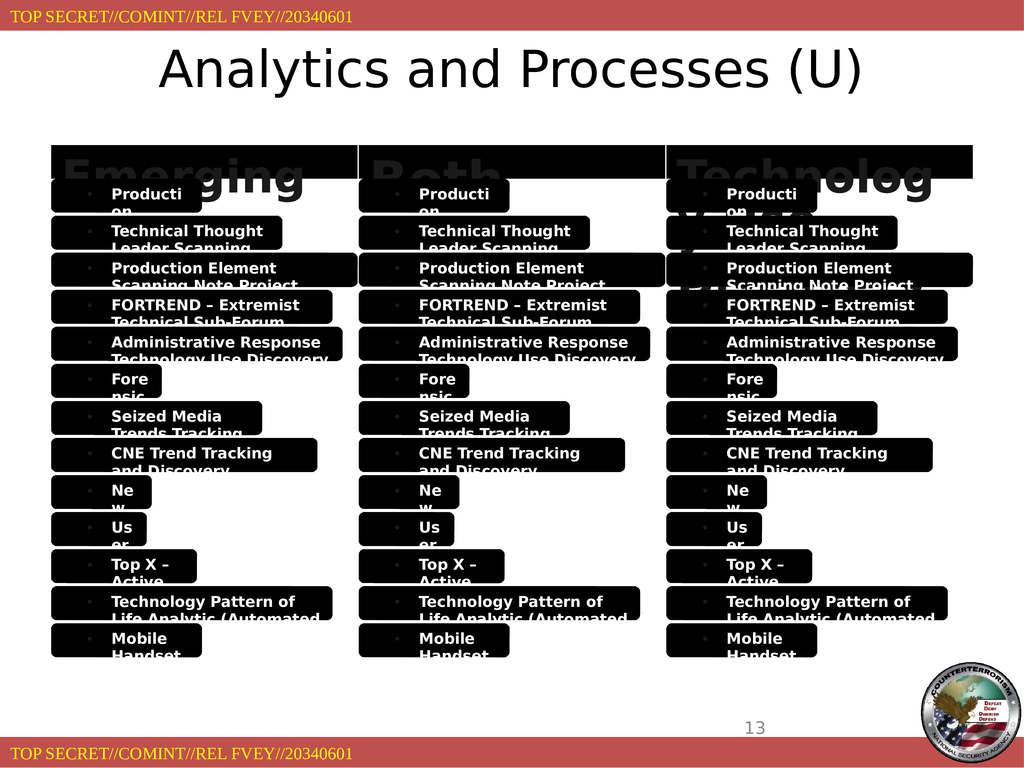 TOP SECRET//COMINT//REL FVEY//20340601
Analytics and Processes (U)
Emerging
Both
Producti
on
Technical Thought
Leader Scanning
Production Element
Scanning Note Project
FORTREND – Extremist
Technical Sub-Forum
Administrative Response
Technology Use Discovery
Fore
nsic
Seized Media
Trends Tracking
CNE Trend Tracking
and Discovery
Ne
w
Us
er
Top X –
Active
Technology Pattern of
Life Analytic (Automated
Mobile
Handset
Producti
on
Technical Thought
Leader Scanning
Production Element
Scanning Note Project
FORTREND – Extremist
Technical Sub-Forum
Administrative Response
Technology Use Discovery
Fore
nsic
Seized Media
Trends Tracking
CNE Trend Tracking
and Discovery
Ne
w
Us
er
Top X –
Active
Technology Pattern of
Life Analytic (Automated
Mobile
Handset
Technolog
Producti
on
Technical Thought
Leader Scanning
Production Element
Scanning Note Project
FORTREND – Extremist
Technical Sub-Forum
Administrative Response
Technology Use Discovery
Fore
nsic
Seized Media
Trends Tracking
CNE Trend Tracking
and Discovery
Ne
w
Us
er
Top X –
Active
Technology Pattern of
Life Analytic (Automated
Mobile
Handset
COUNTERTERRORISM
DEFEAT
DENY
DIMINISH
DEFEND
NATIONAL SECURITY AGENCY
13
TOP SECRET//COMINT//REL FVEY//20340601